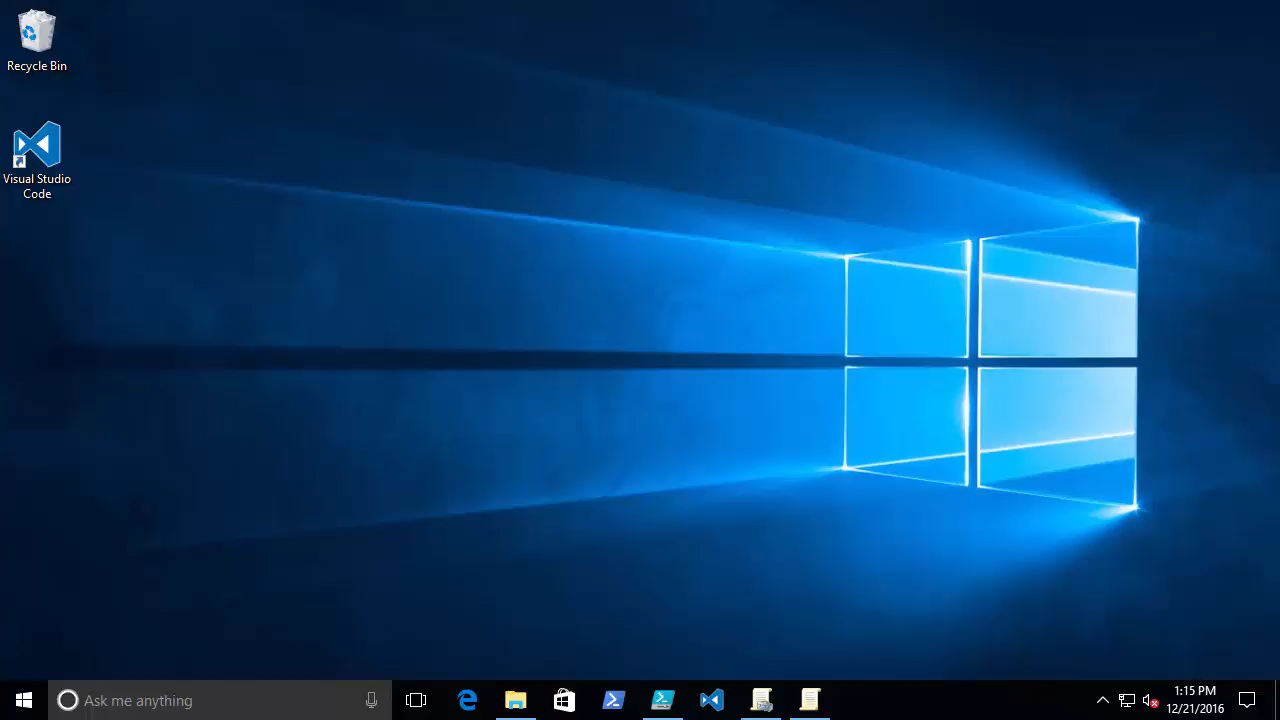 Recycle Bin
Visual Studio
Code
Ask me anything
1:15 PM
12/21/2016